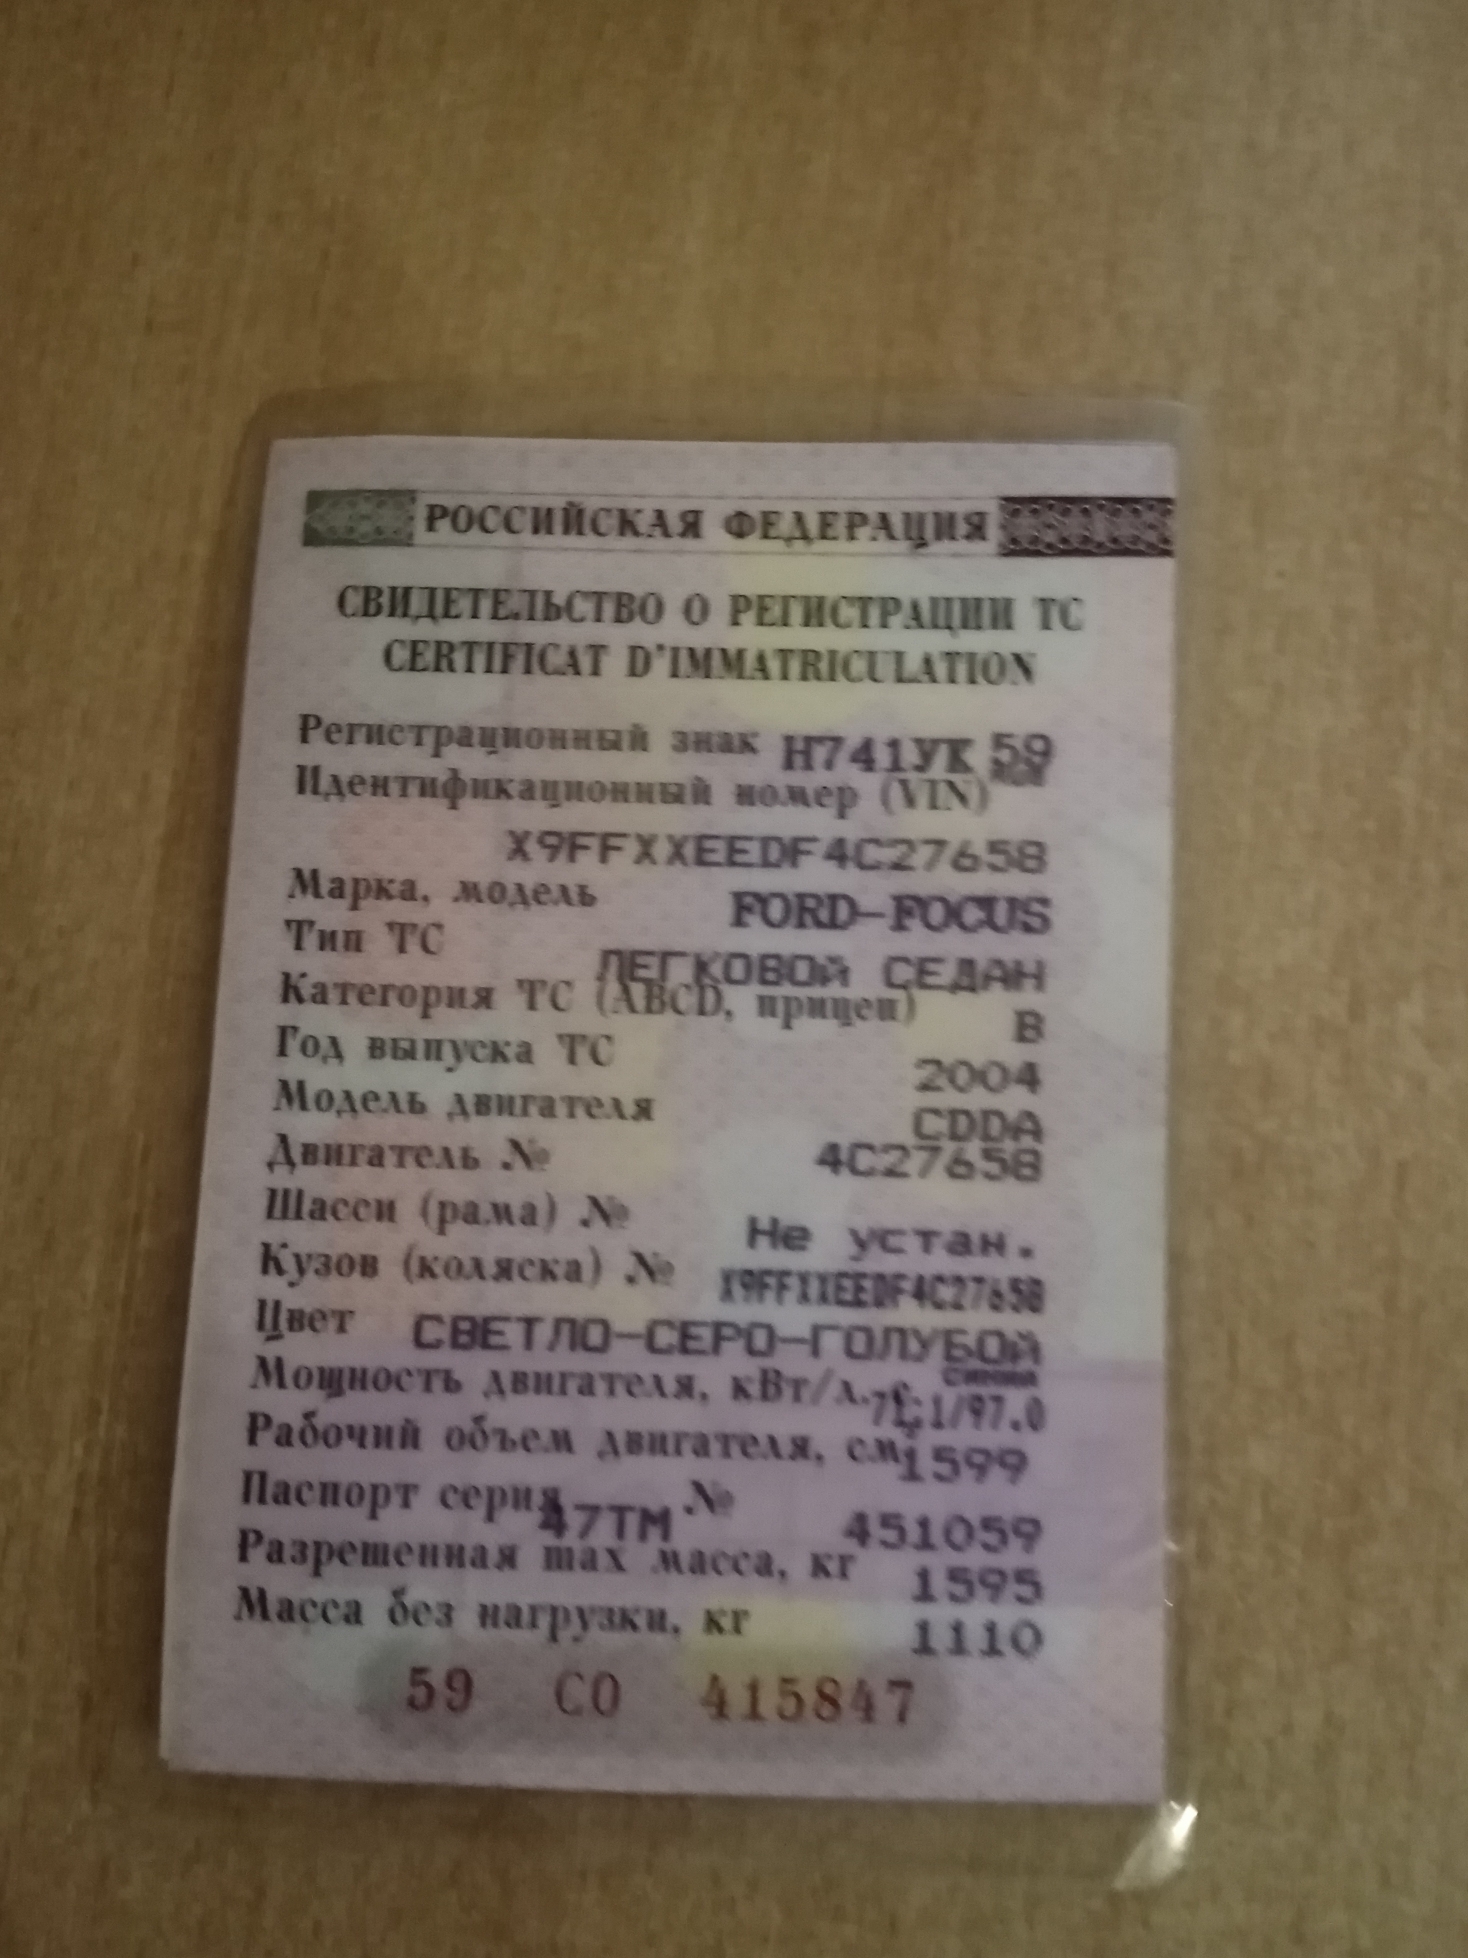 РОССИЙСКАЯ ФЕДЕРАЦИЯ
СВИДЕТЕЛЬСТВО О РЕГИСТРАЦИИ ТС
CERTIFICAT D'IMMATRICULATION
Регистрационный знак Н741УК 59
RUS
Идентификационный номер (VIN)
X9FFXXEEDF4C27658
Марка, модель FORD-FOCUS
Тип ТС ЛЕГКОВОЙ СЕДАН
Категория ТС (ABCD, прицеп) B
Год выпуска ТС 2004
Модель двигателя CDDA
Двигатель № 4C27658
Шасси (рама) № Не устан.
Кузов (коляска) № X9FFXXEEDF4C27658
Цвет СВЕТЛО-СЕРО-ГОЛУБОЙ
Синий
Мощность двигателя, кВт/л. с. 71.1/97.0
Рабочий объем двигателя, см³ 1599
Паспорт серия 47ТМ № 451059
Разрешенная max масса, кг 1595
Масса без нагрузки, кг 1110
59 СО 415847